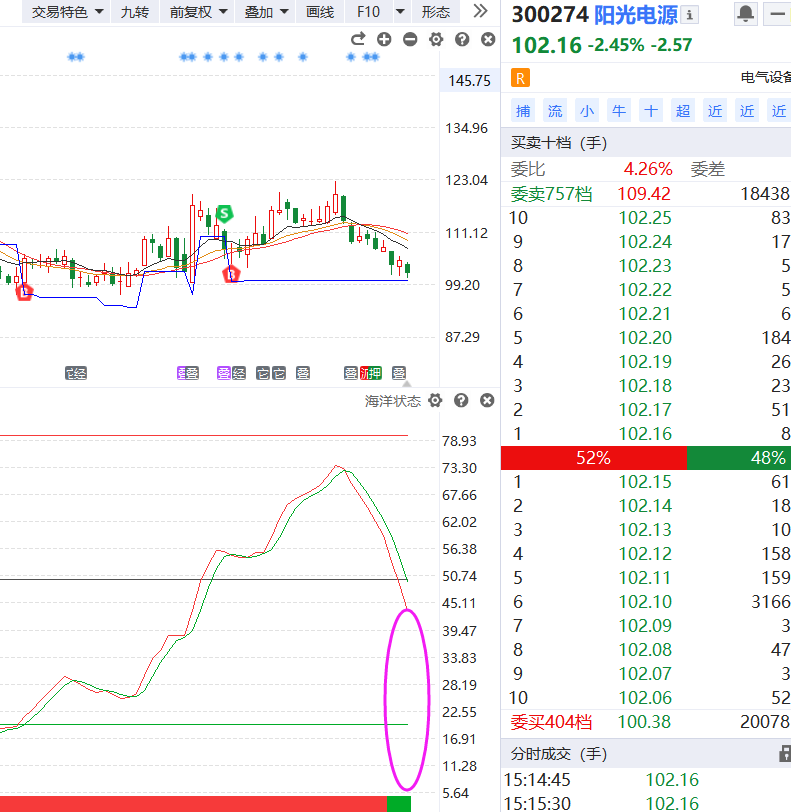 交易特色 九转 前复权 叠加 画线 F10 形态
145.75
134.96
123.04
111.12
99.20
87.29
S
经 叠 叠 经 它 它 叠 叠 押 叠
海洋状态
78.93
73.30
67.66
62.02
56.38
50.74
45.11
39.47
33.83
28.19
22.55
16.91
11.28
5.64
300274 阳光电源
102.16 -2.45% -2.57
R 电气设备
捕 流 小 牛 十 超 近 近 近
买卖十档 (手)
委比 4.26% 委差
委卖757档 109.42 18438
10 102.25 83
9 102.24 17
8 102.23 5
7 102.22 5
6 102.21 6
5 102.20 184
4 102.19 26
3 102.18 23
2 102.17 51
1 102.16 8
52% 48%
1 102.15 61
2 102.14 18
3 102.13 10
4 102.12 158
5 102.11 159
6 102.10 3166
7 102.09 3
8 102.08 47
9 102.07 3
10 102.06 52
委买404档 100.38 20078
分时成交 (手)
15:14:45 102.16
15:15:30 102.16